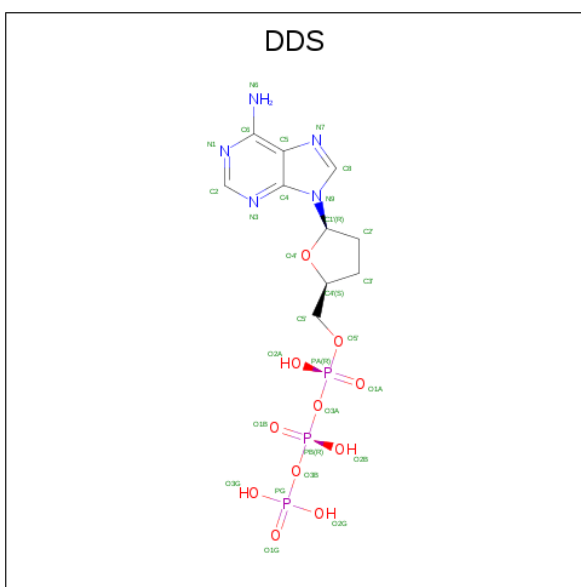 DDS
N6
NH2
C6
C5
N7
N1
N
N
C8
C2
N
C4
N
N9
N3
C1'(R)
C2'
O4'
O
C3'
C4'(S)
C5'
O
O5'
O2A
HO
PA(R)
P
O
O1A
O
O3A
O1B
O
P
OH
PB(R)
O2B
O
O3B
O3G
HO
PG
P
OH
O2G
O
O1G